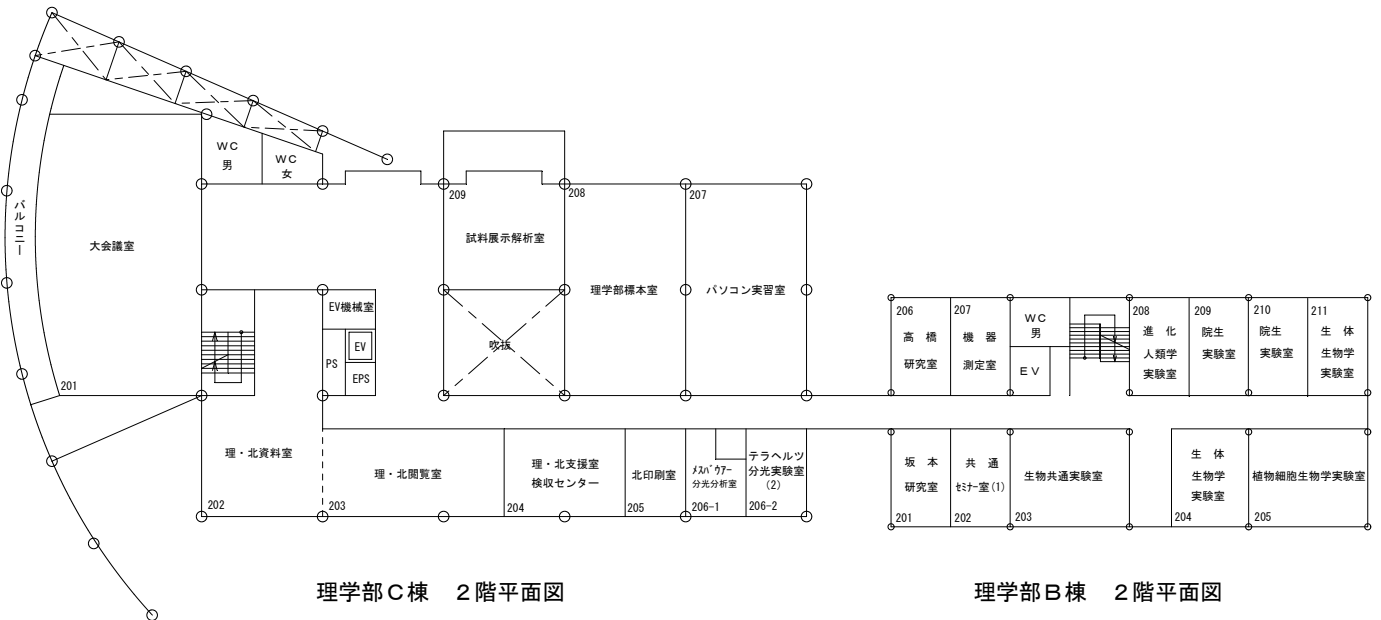 バルコニー
大会議室
201
WC
男
WC
女
209
試料展示解析室
吹抜
208
理学部標本室
207
パソコン実習室
EV機械室
PS
EV
EPS
理・北資料室
202
理・北閲覧室
203
理・北支援室
検収センター
204
北印刷室
205
メスバウアー
分光分析室
206-1
テラヘルツ
分光実験室
(2)
206-2
206
高橋
研究室
207
機器
測定室
WC
男
EV
208
進化
人類学
実験室
209
院生
実験室
210
院生
実験室
211
生体
生物学
実験室
坂本
研究室
201
共通
セミナー室(1)
202
生物共通実験室
203
生体
生物学
実験室
204
植物細胞生物学実験室
205
理学部C棟 2階平面図
理学部B棟 2階平面図